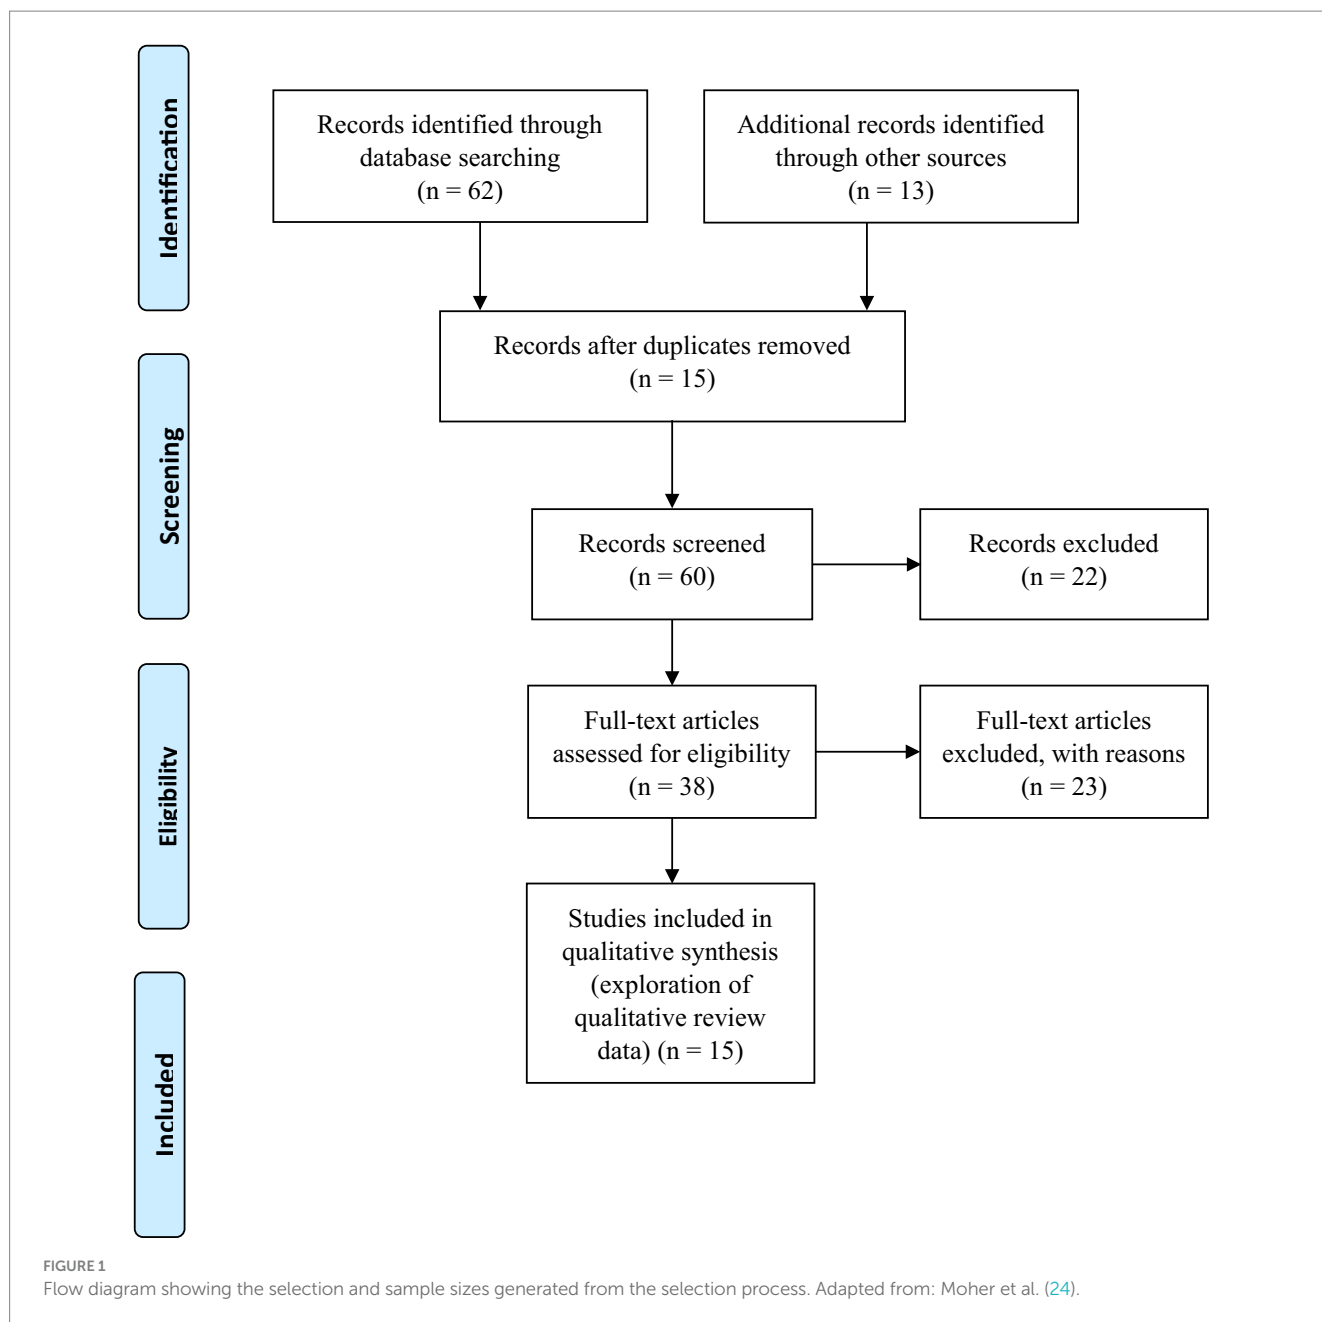 Identification
Records identified through
database searching
(n = 62)
Additional records identified
through other sources
(n = 13)
Records after duplicates removed
(n = 15)
Screening
Records screened
(n = 60)
Records excluded
(n = 22)
Eligibility
Full-text articles
assessed for eligibility
(n = 38)
Full-text articles
excluded, with reasons
(n = 23)
Included
Studies included in
qualitative synthesis
(exploration of
qualitative review
data) (n = 15)
FIGURE 1
Flow diagram showing the selection and sample sizes generated from the selection process. Adapted from: Moher et al. (24).